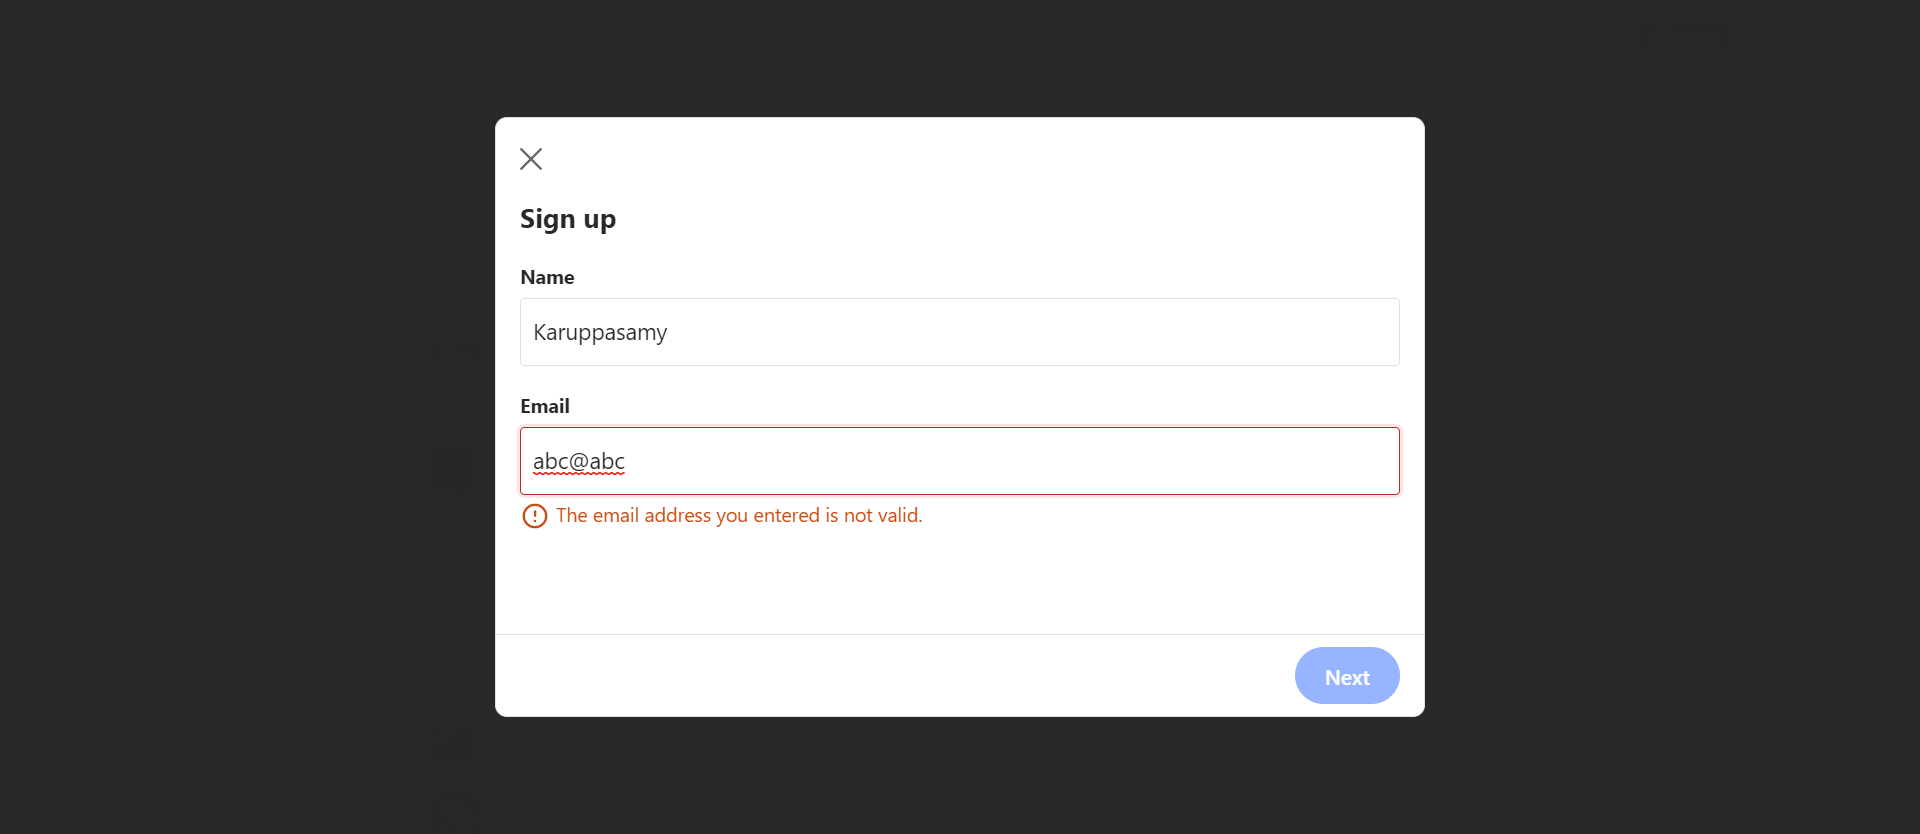 Sign up
Name
Karuppasamy
Email
abc@abc
The email address you entered is not valid.
Next